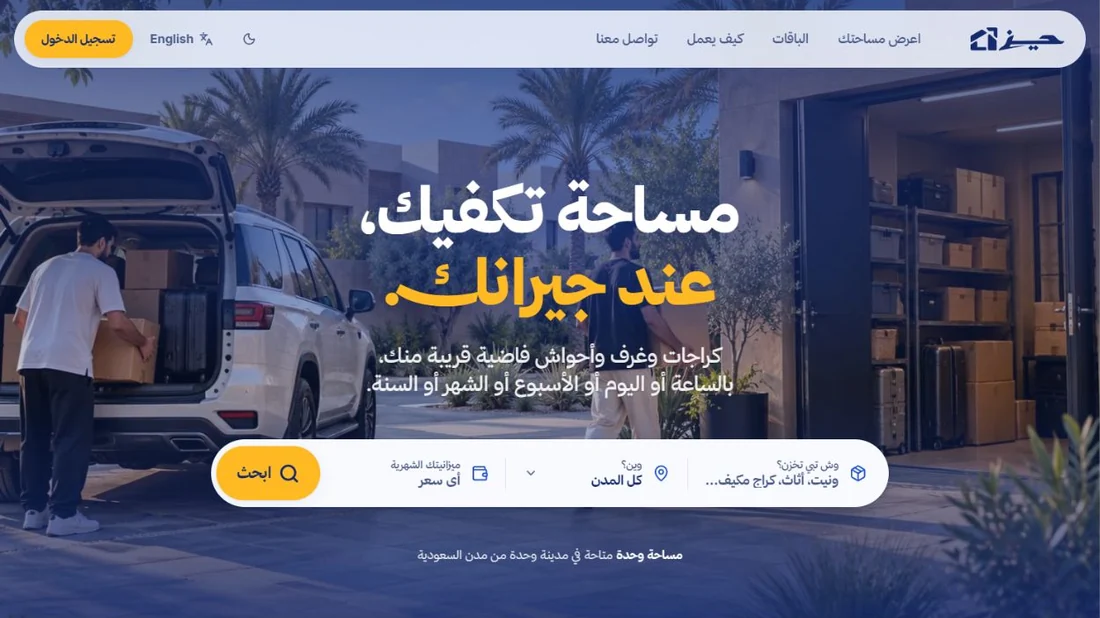 حيز
اعرض مساحتك
الباقات
كيف يعمل
تواصل معنا
English
تسجيل الدخول
مساحة تكفيك،
عند جيرانك.
كراجات وغرف وأحواش فاضية قريبة منك،
بالساعة أو اليوم أو الأسبوع أو الشهر أو السنة.
وش تبي تخزن؟
ونيت، أثاث، كراج مكيف...
وين؟
كل المدن
ميزانيتك الشهرية
أي سعر
ابحث
مساحة وحدة متاحة في مدينة وحدة من مدن السعودية